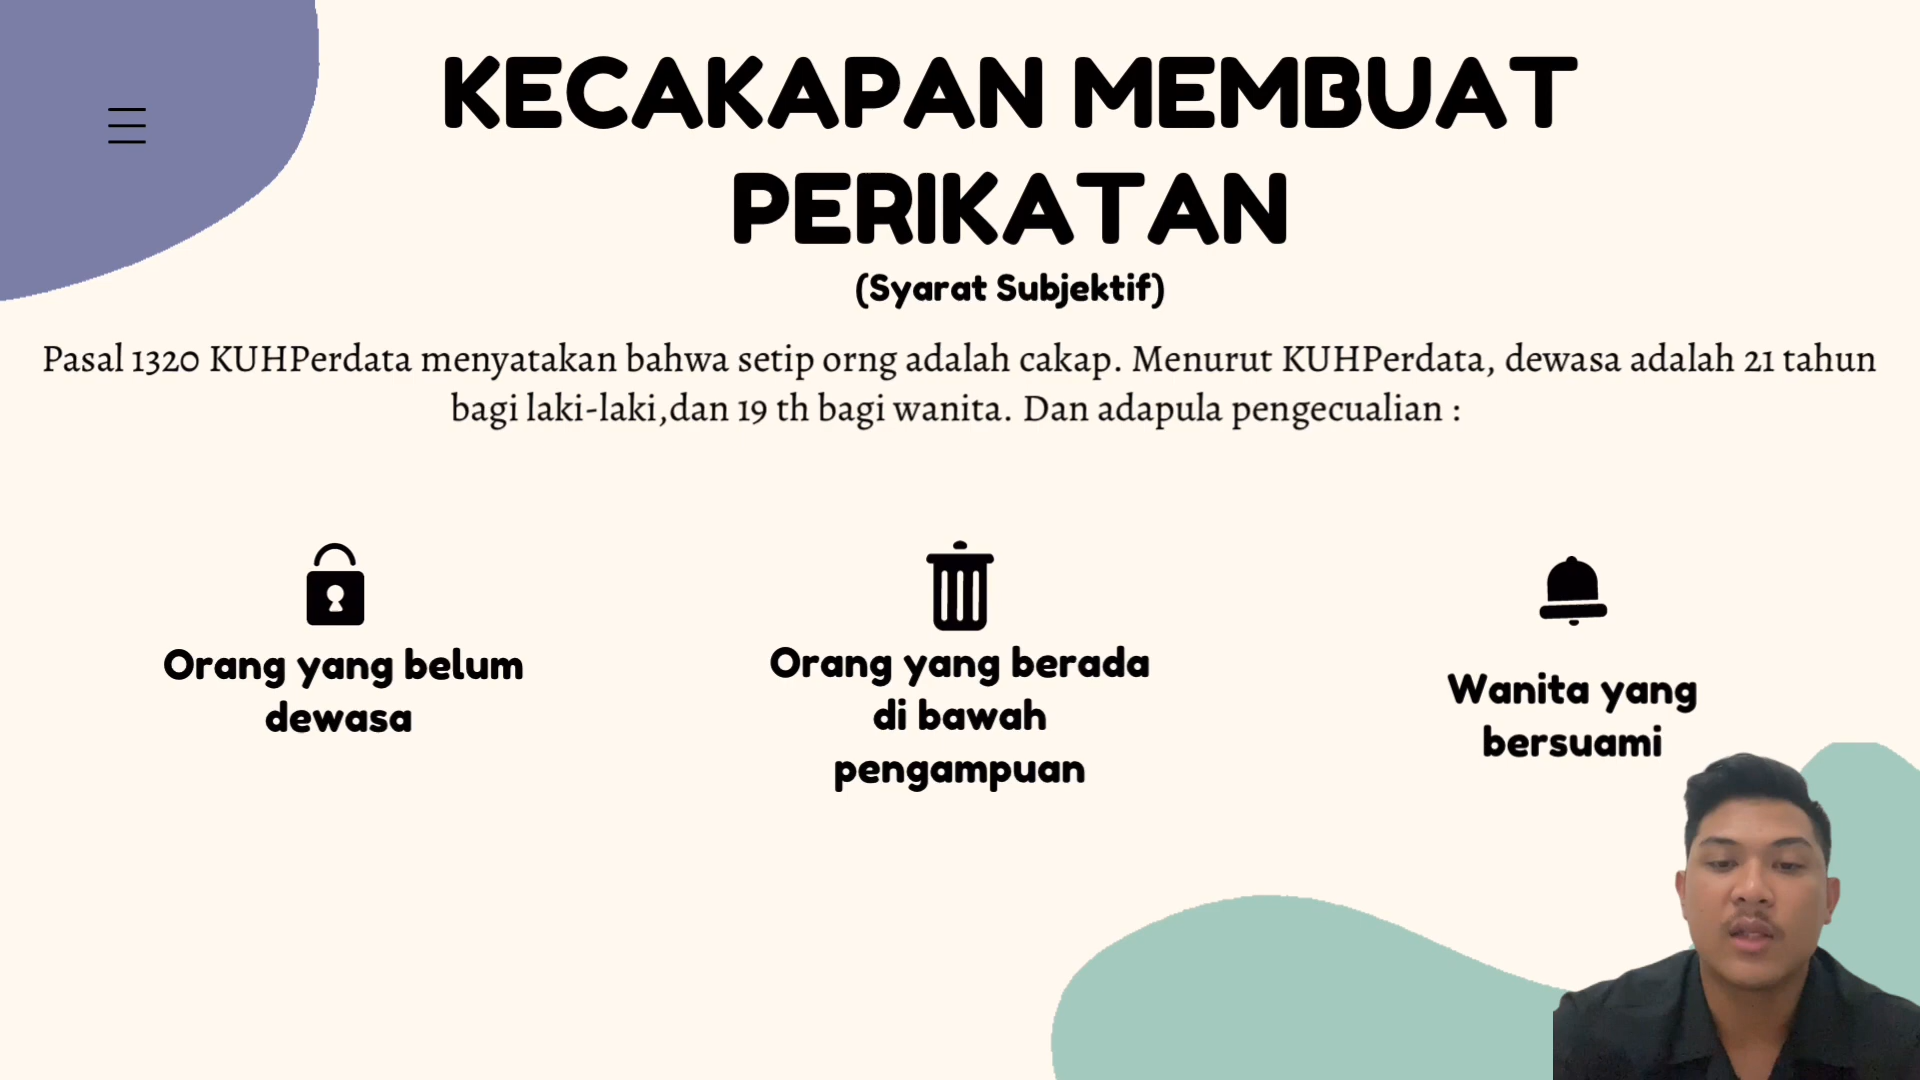 KECAKAPAN MEMBUAT
PERIKATAN
(Syarat Subjektif)
Pasal 1320 KUHPerdata menyatakan bahwa setip orng adalah cakap. Menurut KUHPerdata, dewasa adalah 21 tahun
bagi laki-laki,dan 19 th bagi wanita. Dan adapula pengecualian :
Orang yang belum
dewasa
Orang yang berada
di bawah
pengampuan
Wanita yang
bersuami